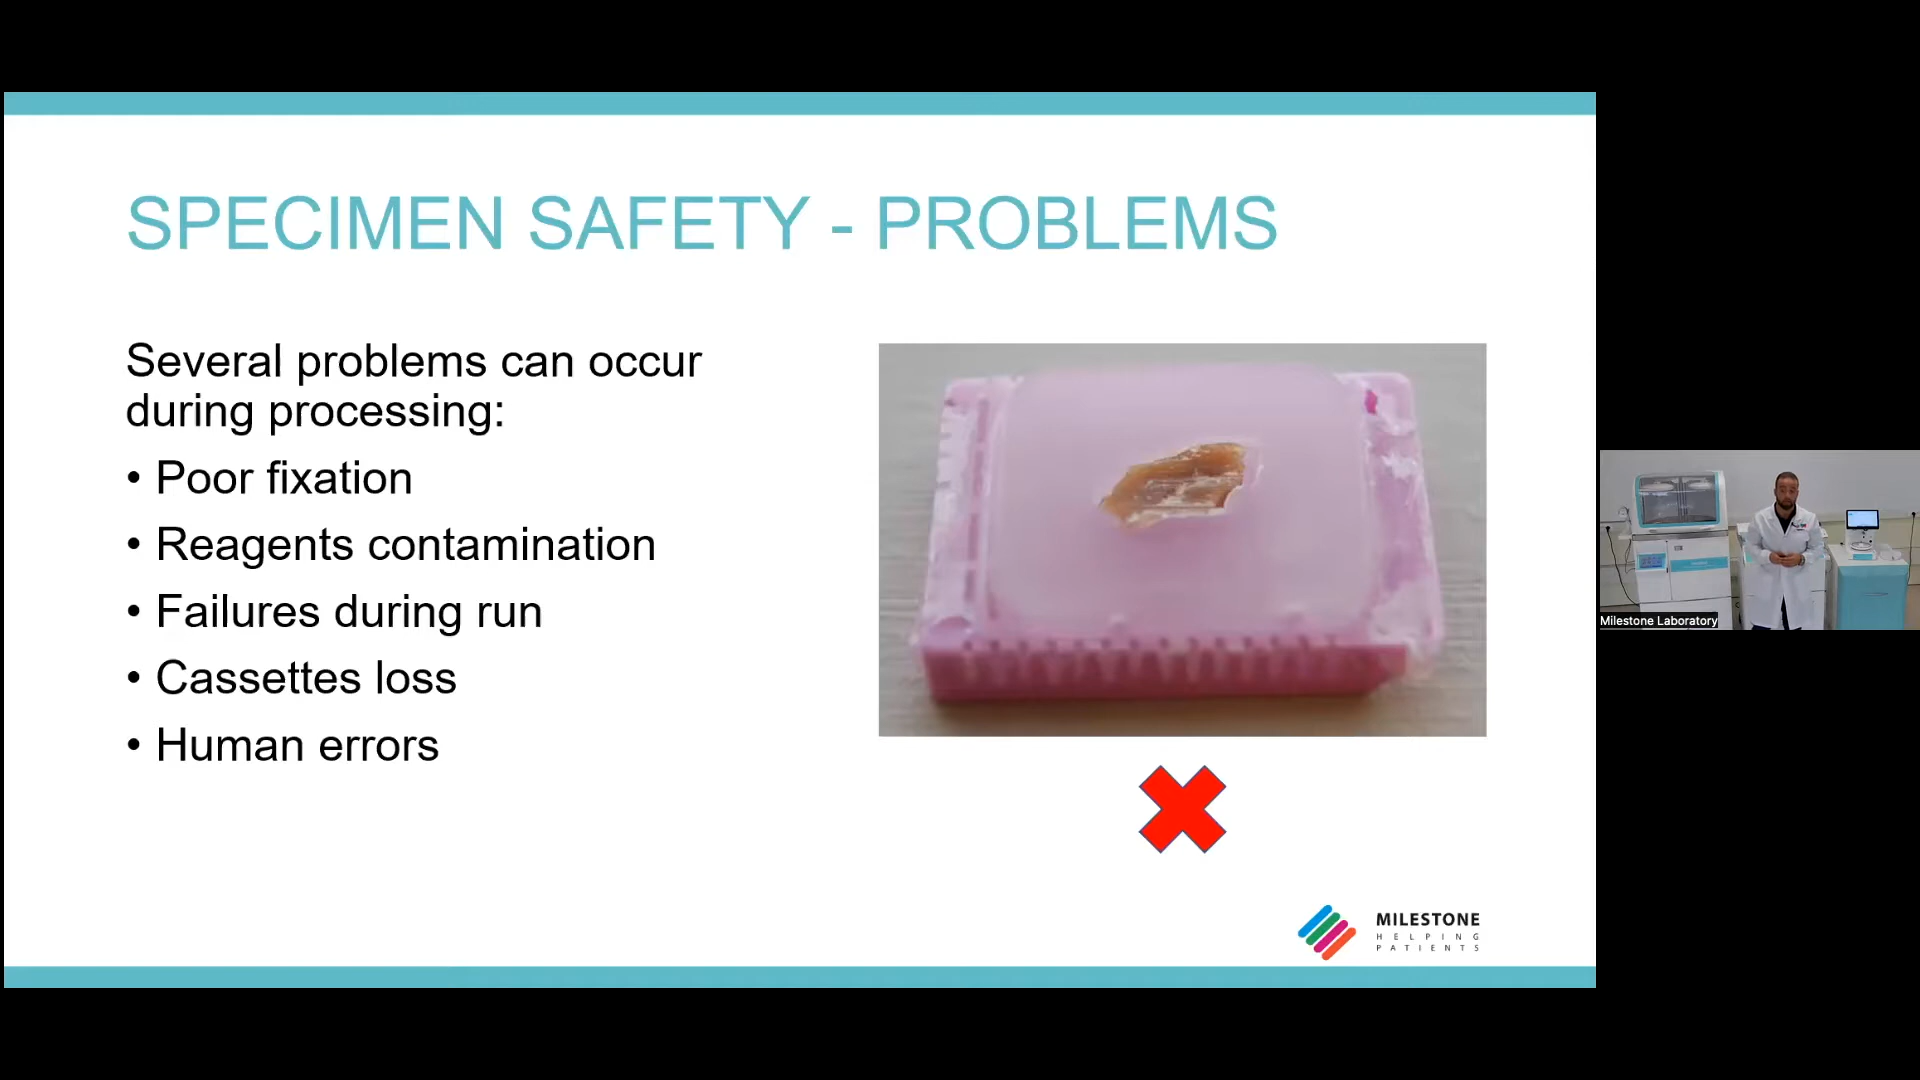 SPECIMEN SAFETY - PROBLEMS
Several problems can occur
during processing:
• Poor fixation
• Reagents contamination
• Failures during run
• Cassettes loss
• Human errors
MILESTONE
HELPING
PATIENTS
Milestone Laboratory